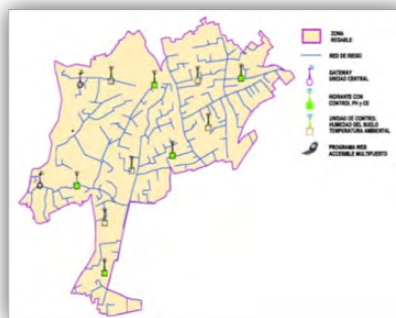 ZONA
REGABLE
RED DE RIEGO
GATEWAY
UNIDAD CENTRAL
HIDRANTE CON
CONTROL PH y CE
UNIDAD DE CONTROL
HUMEDAD DEL SUELO
TEMPERATURA AMBIENTAL
PROGRAMA WEB
ACCESIBLE MULTIPUESTO